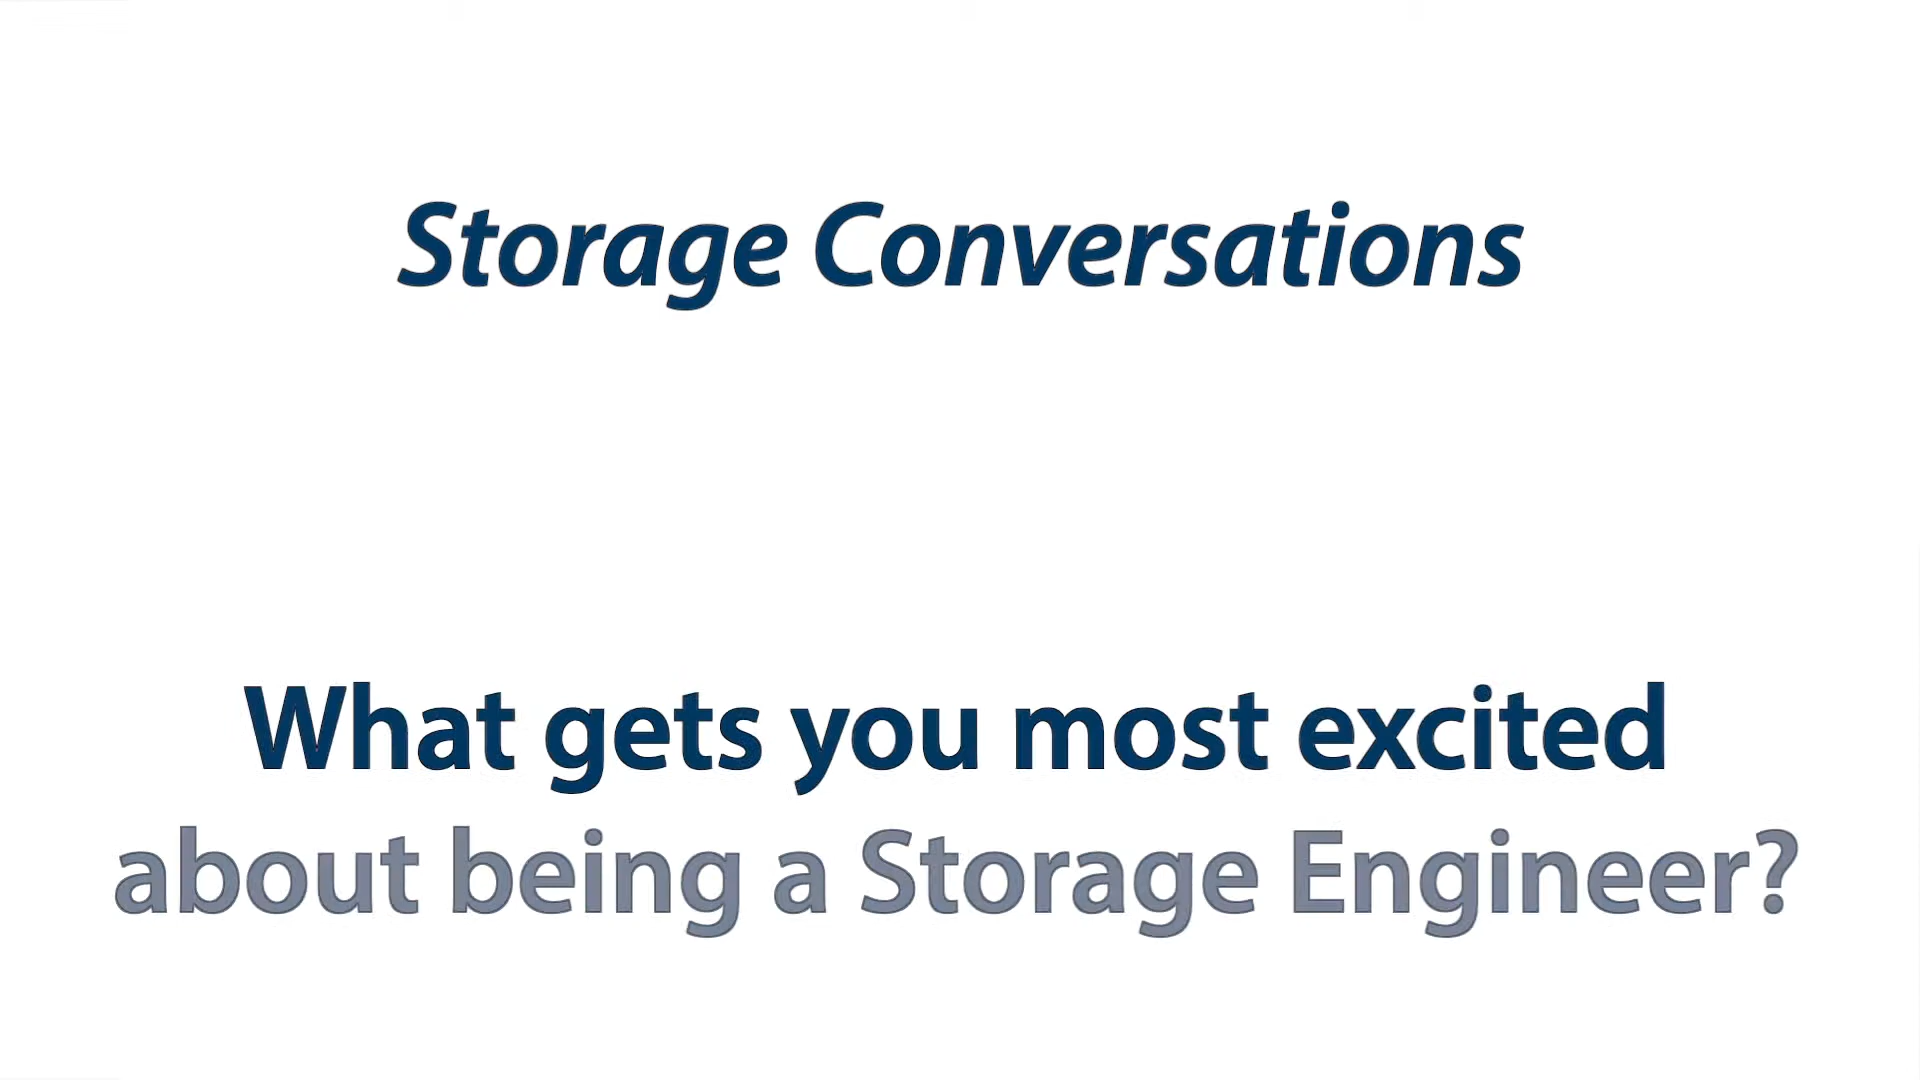 Storage Conversations
What gets you most excited
about being a Storage Engineer?